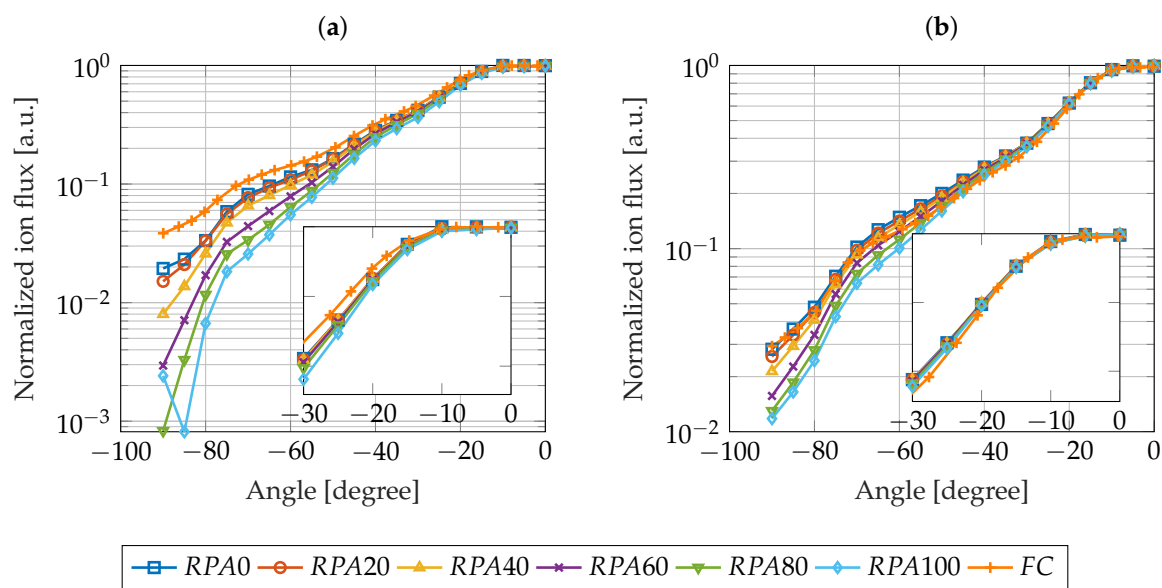 (a)
(b)
Normalized ion flux [a.u.]
10^0
10^−1
10^−2
10^−3
−30 −20 −10 0
−100 −80 −60 −40 −20 0
Angle [degree]
Normalized ion flux [a.u.]
10^0
10^−1
10^−2
−30 −20 −10 0
−100 −80 −60 −40 −20 0
Angle [degree]
RPA0 RPA20 RPA40 RPA60 RPA80 RPA100 FC